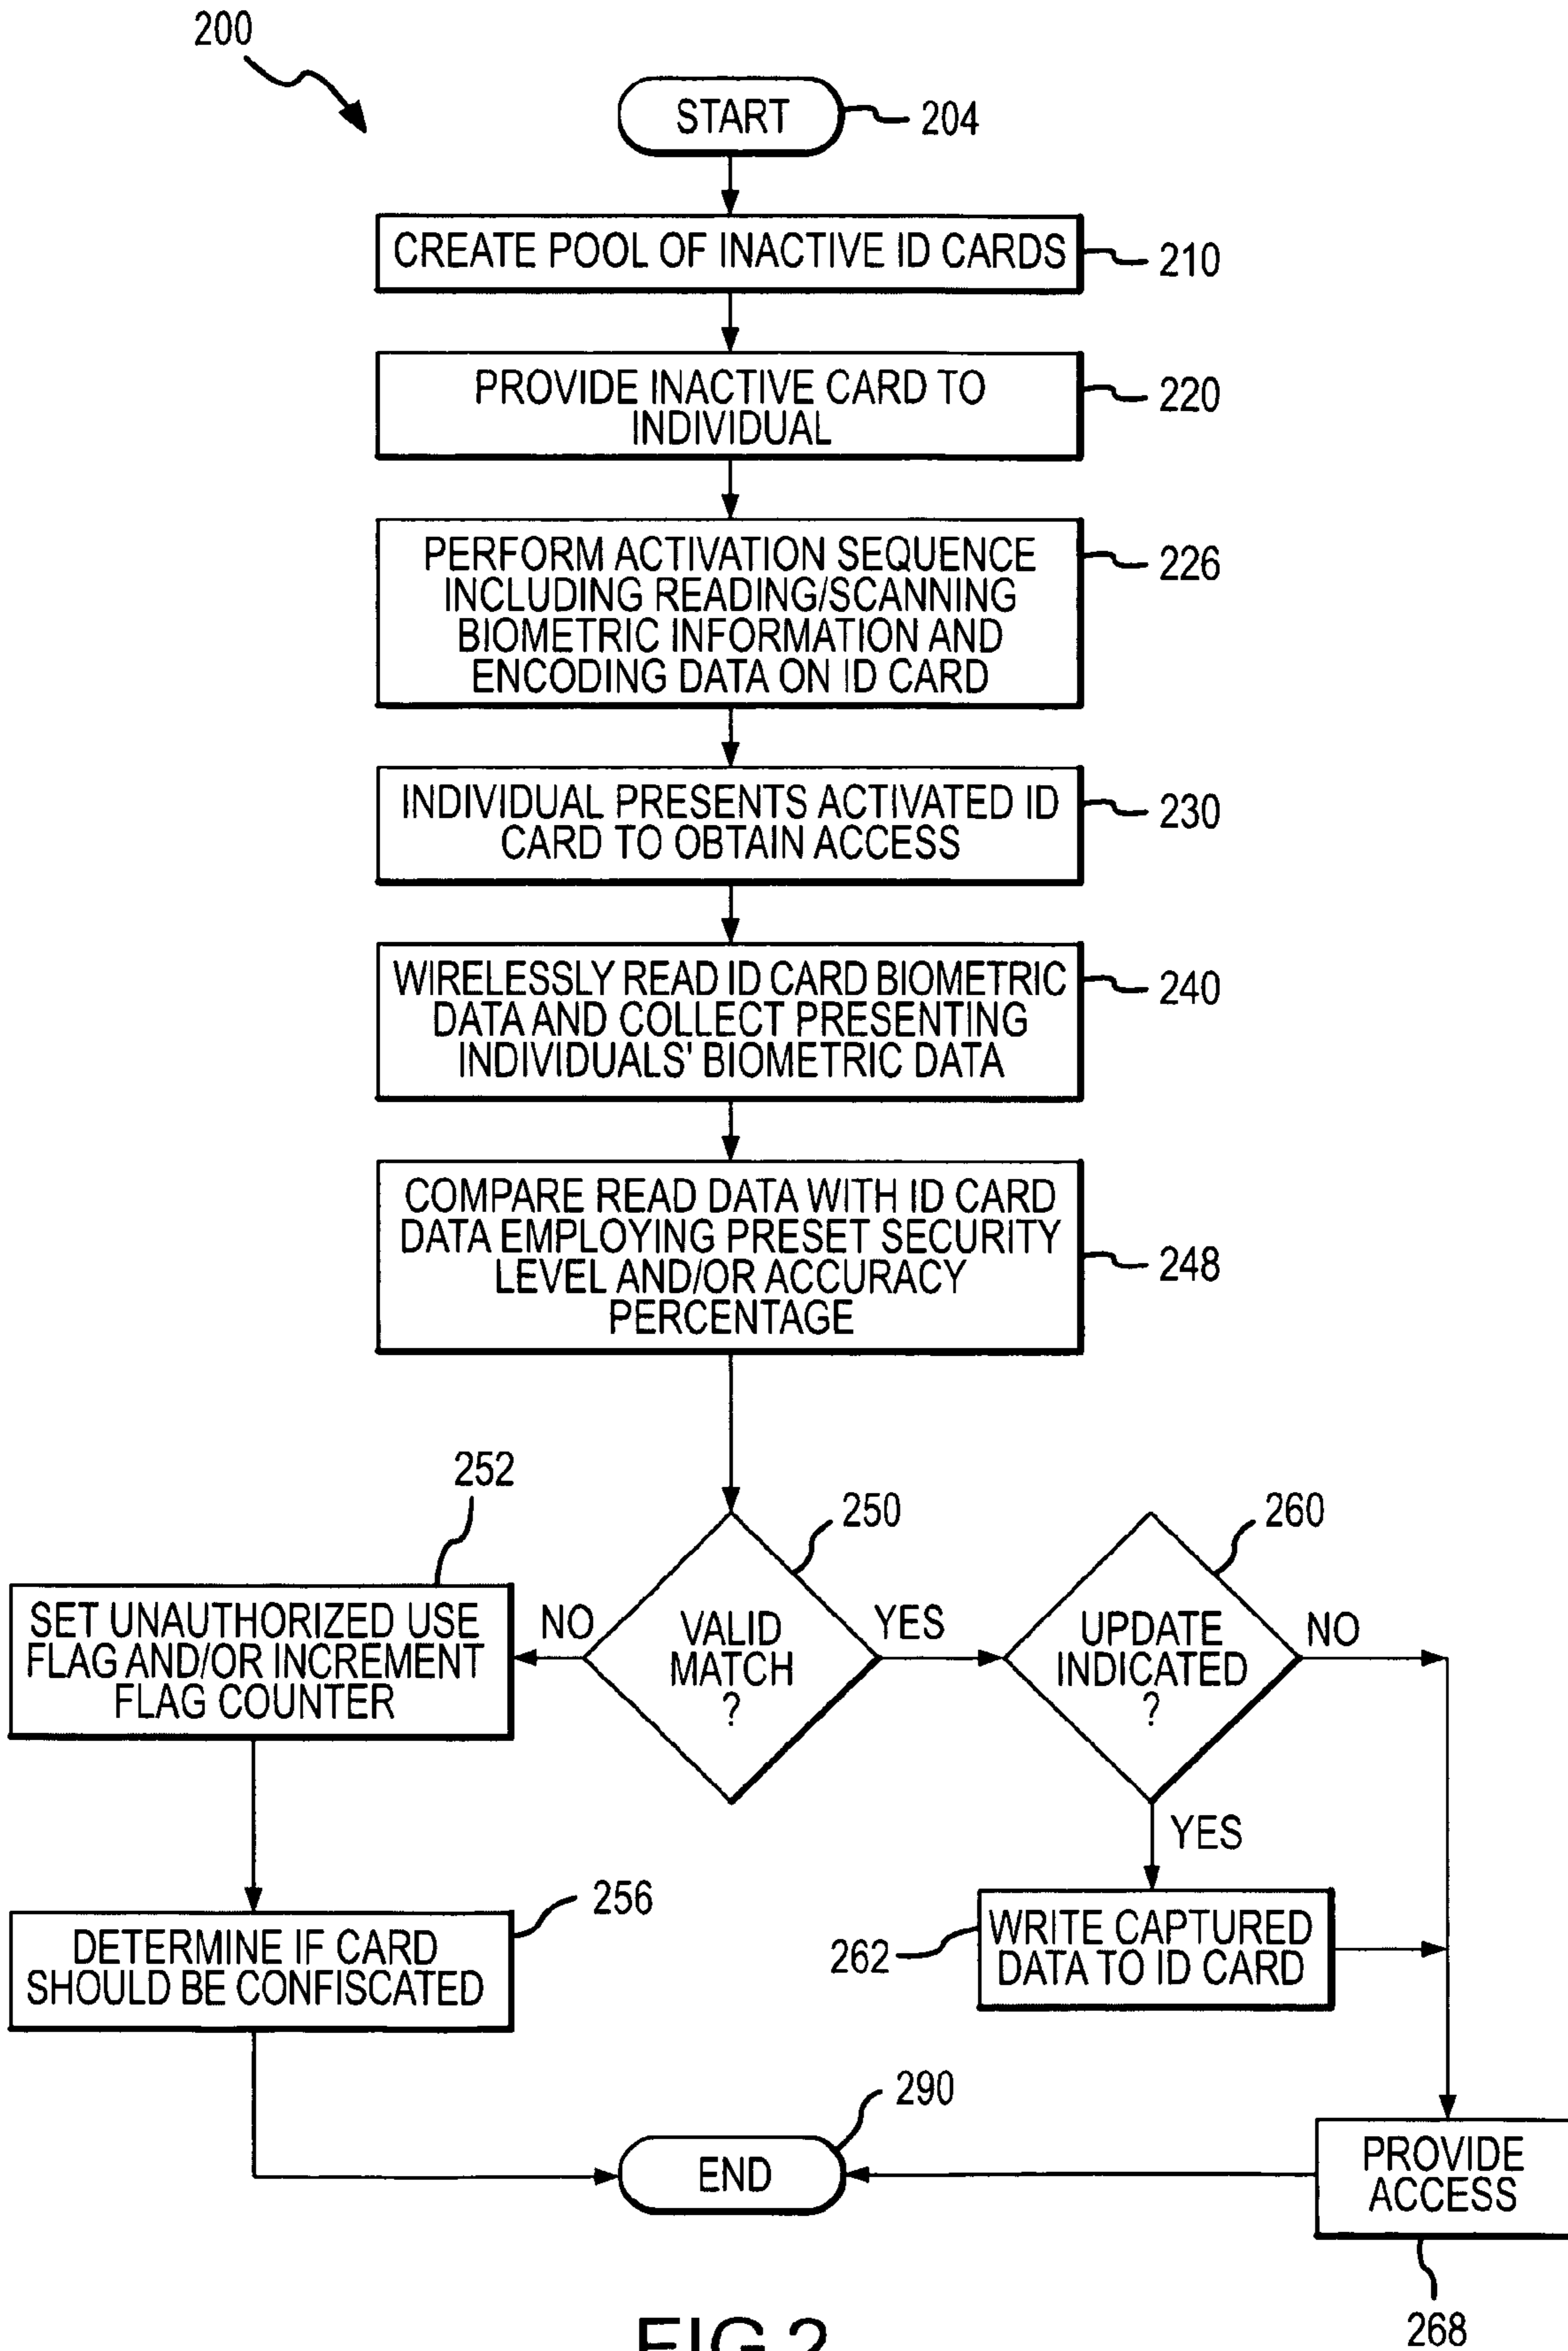 200
START
204
CREATE POOL OF INACTIVE ID CARDS
210
PROVIDE INACTIVE CARD TO
INDIVIDUAL
220
PERFORM ACTIVATION SEQUENCE
INCLUDING READING/SCANNING
BIOMETRIC INFORMATION AND
ENCODING DATA ON ID CARD
226
INDIVIDUAL PRESENTS ACTIVATED ID
CARD TO OBTAIN ACCESS
230
WIRELESSLY READ ID CARD BIOMETRIC
DATA AND COLLECT PRESENTING
INDIVIDUALS' BIOMETRIC DATA
240
COMPARE READ DATA WITH ID CARD
DATA EMPLOYING PRESET SECURITY
LEVEL AND/OR ACCURACY
PERCENTAGE
248
252
SET UNAUTHORIZED USE
FLAG AND/OR INCREMENT
FLAG COUNTER
NO
250
VALID
MATCH
?
YES
260
UPDATE
INDICATED
?
NO
YES
256
DETERMINE IF CARD
SHOULD BE CONFISCATED
262
WRITE CAPTURED
DATA TO ID CARD
290
END
PROVIDE
ACCESS
268
FIG.2